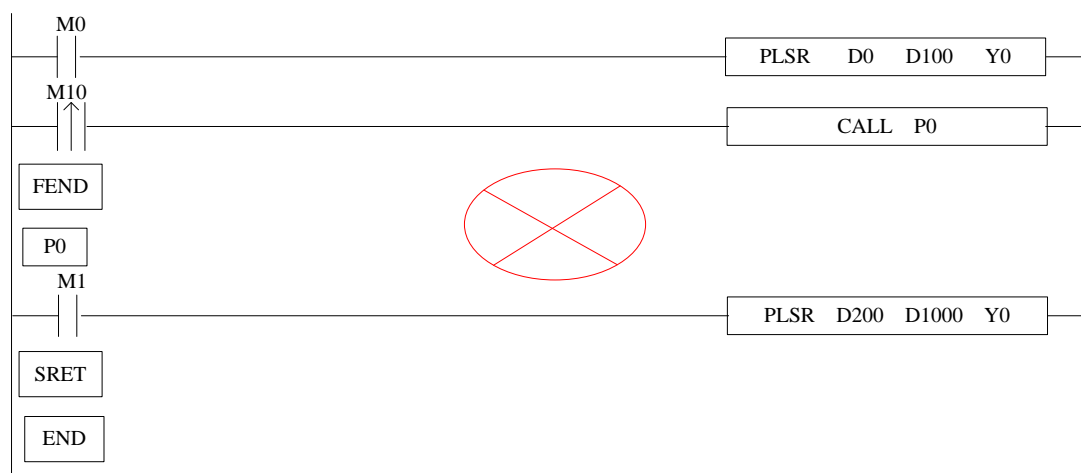 M0
PLSR D0 D100 Y0
M10
CALL P0
FEND
P0
M1
PLSR D200 D1000 Y0
SRET
END